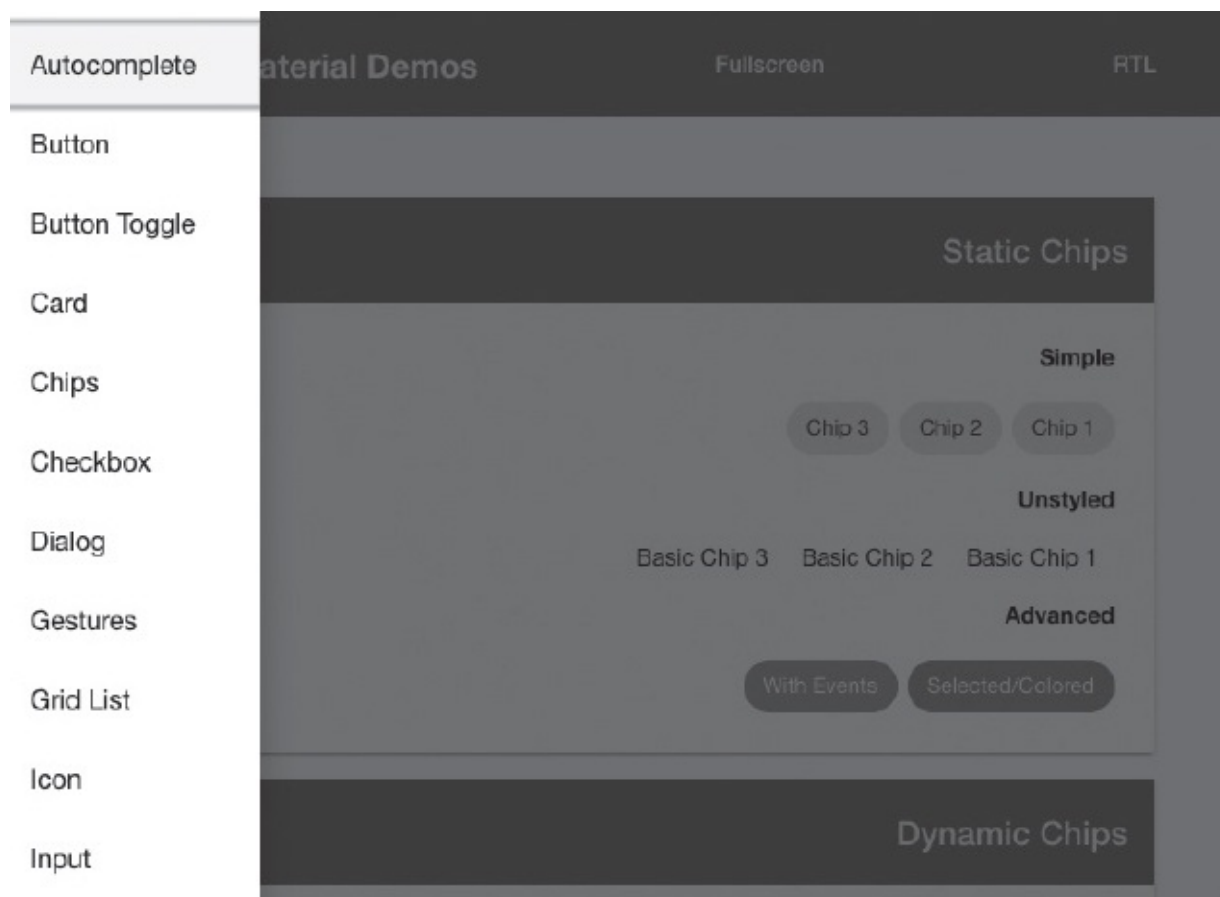 Autocomplete
Button
Button Toggle
Card
Chips
Checkbox
Dialog
Gestures
Grid List
Icon
Input
aterial Demos Fullscreen RTL
Static Chips
Simple
Chip 3 Chip 2 Chip 1
Unstyled
Basic Chip 3 Basic Chip 2 Basic Chip 1
Advanced
With Events Selected/Colored
Dynamic Chips